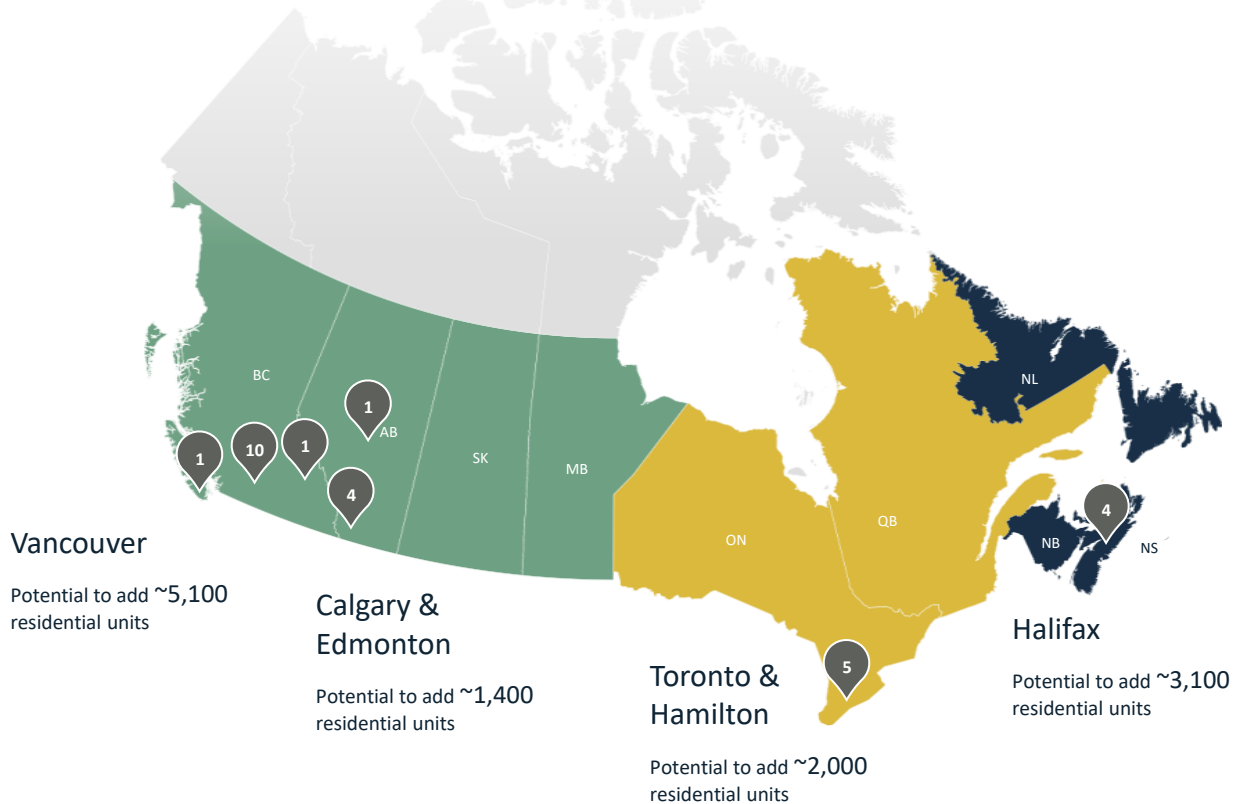 BC
1
AB
1
10
1
4
SK
MB
ON
QB
NL
NB
4
NS
5
Vancouver
Potential to add ~5,100
residential units
Calgary &
Edmonton
Potential to add ~1,400
residential units
Toronto &
Hamilton
Potential to add ~2,000
residential units
Halifax
Potential to add ~3,100
residential units